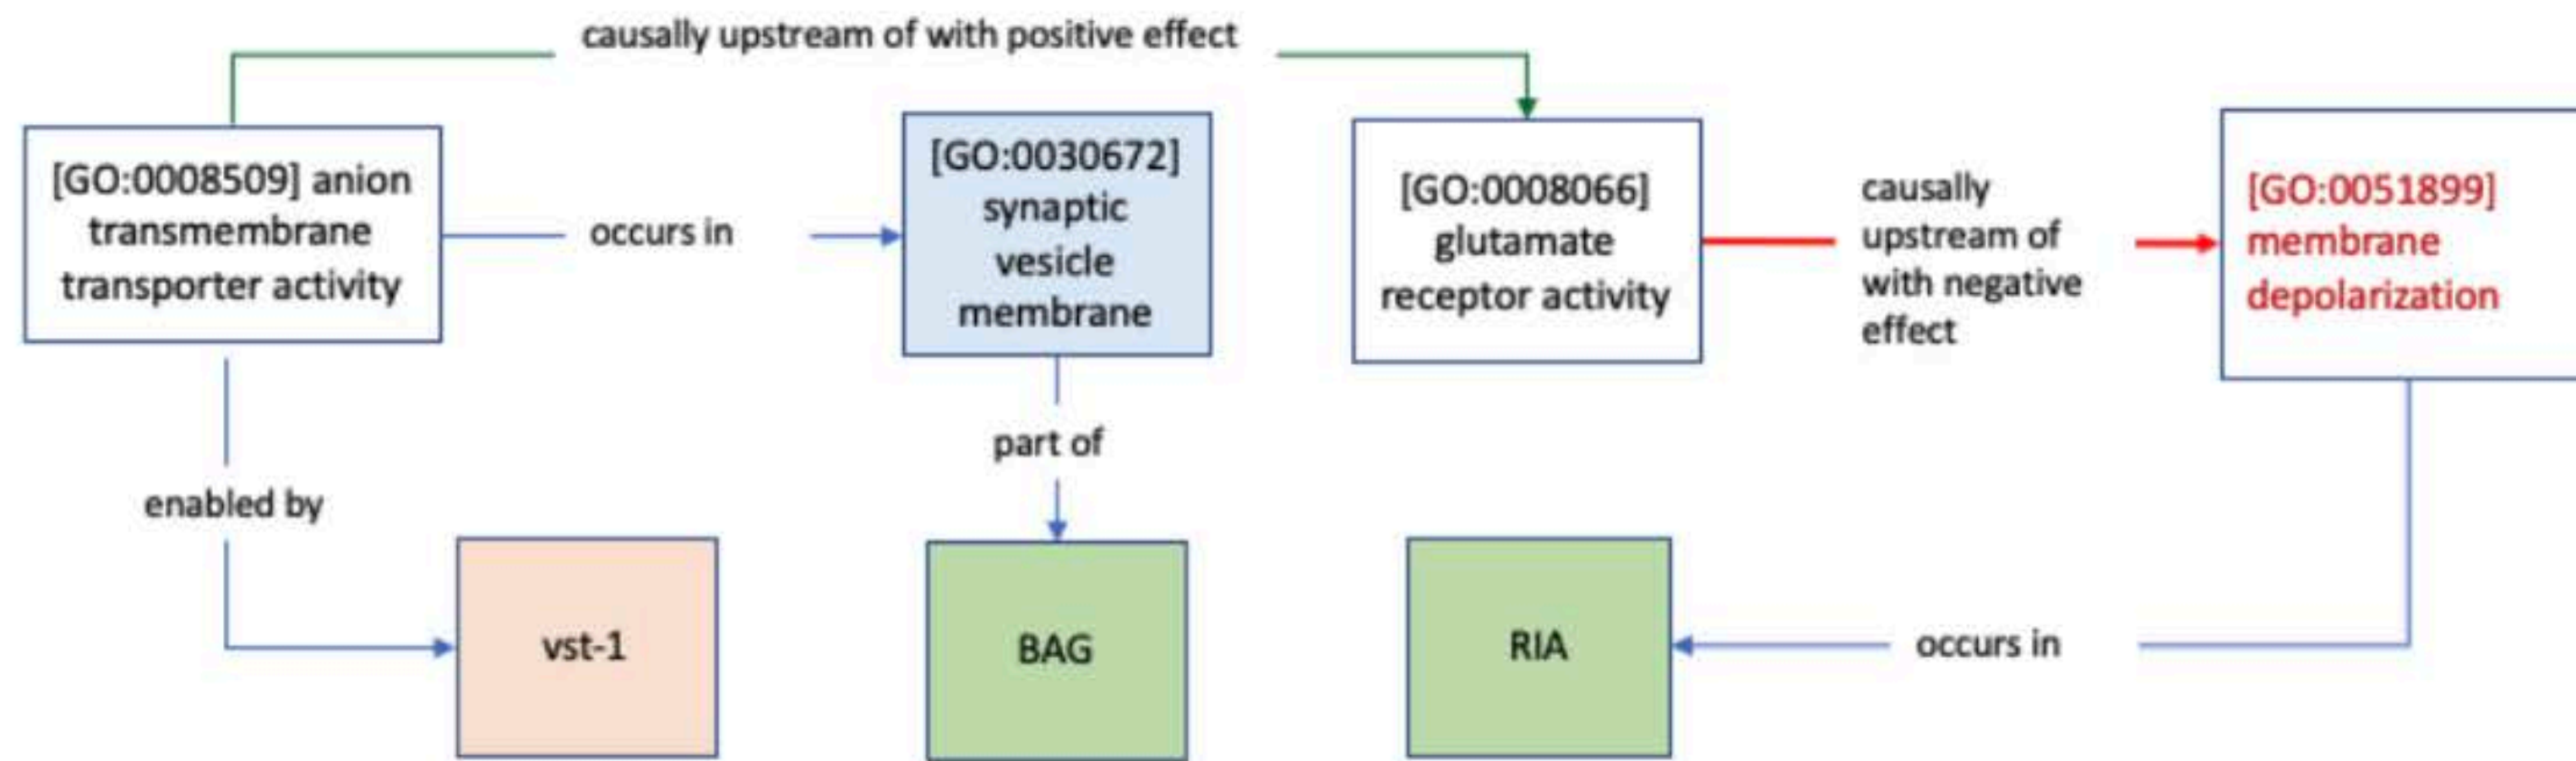 causally upstream of with positive effect
[GO:0008509] anion
transmembrane
transporter activity
occurs in
[GO:0030672]
synaptic
vesicle
membrane
[GO:0008066]
glutamate
receptor activity
causally
upstream of
with negative
effect
[GO:0051899]
membrane
depolarization
part of
enabled by
vst-1
BAG
RIA
occurs in